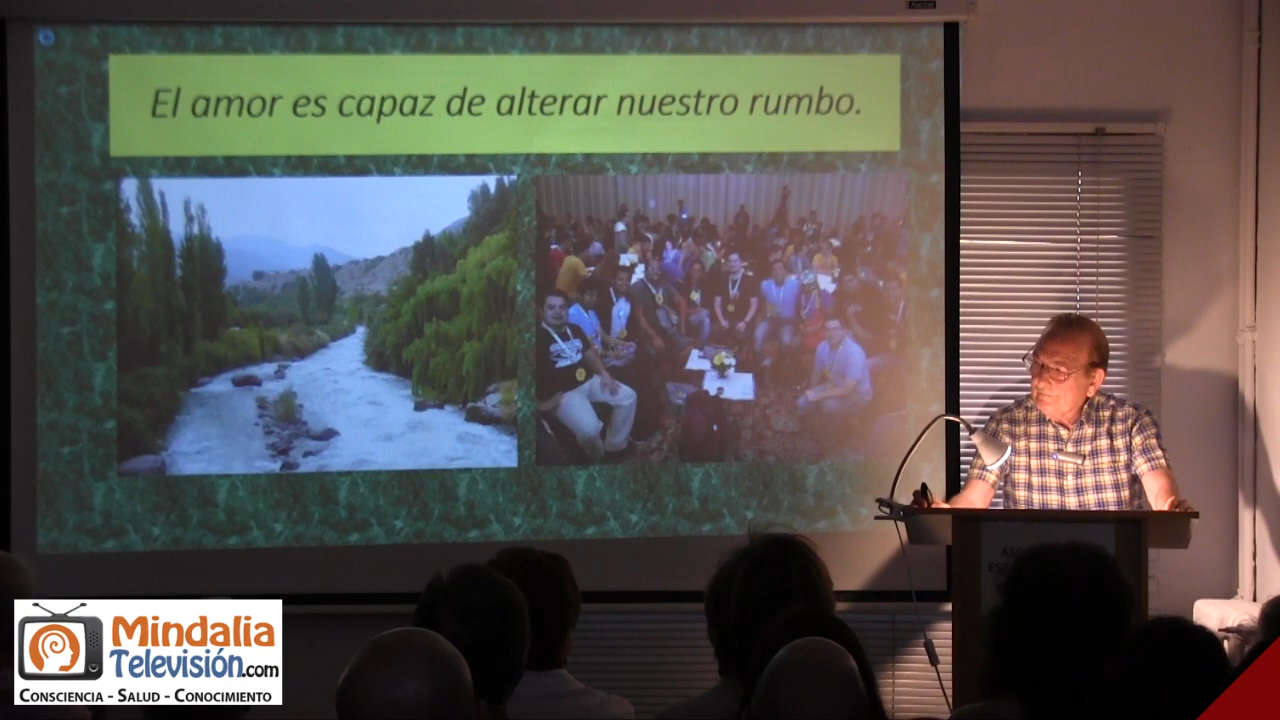 El amor es capaz de alterar nuestro rumbo.
Mindalia
Televisión.com
CONSCIENCIA - SALUD - CONOCIMIENTO